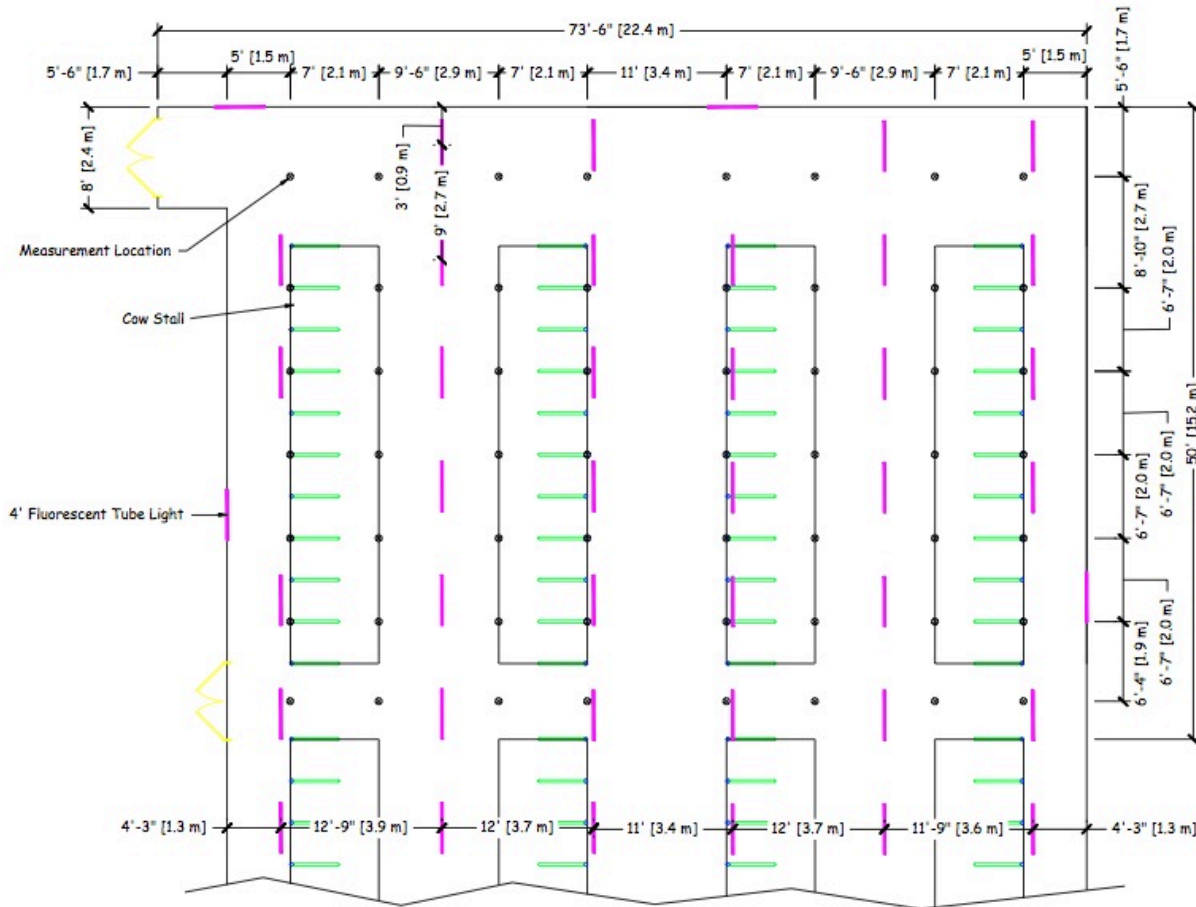 73'-6" [22.4 m]
5'-6" [1.7 m]
5' [1.5 m]
7' [2.1 m]
9'-6" [2.9 m]
7' [2.1 m]
11' [3.4 m]
7' [2.1 m]
9'-6" [2.9 m]
7' [2.1 m]
5' [1.5 m]
5'-6" [1.7 m]
8' [2.4 m]
3' [0.9 m]
9' [2.7 m]
Measurement Location
Cow Stall
4' Fluorescent Tube Light
8'-10" [2.7 m]
6'-7" [2.0 m]
6'-7" [2.0 m]
6'-7" [2.0 m]
6'-7" [2.0 m]
6'-4" [1.9 m]
50' [15.2 m]
4'-3" [1.3 m]
12'-9" [3.9 m]
12' [3.7 m]
11' [3.4 m]
12' [3.7 m]
11'-9" [3.6 m]
4'-3" [1.3 m]